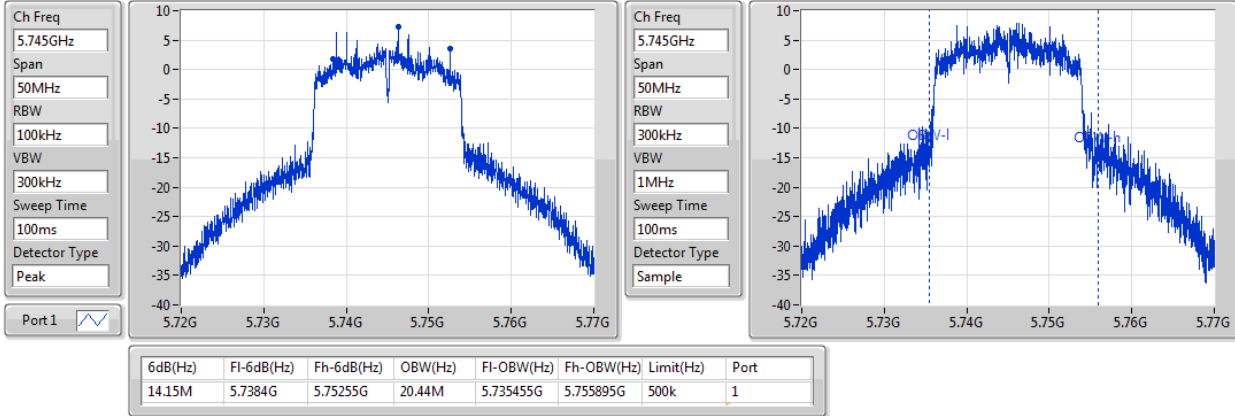 Ch Freq
5.745GHz
Span
50MHz
RBW
100kHz
VBW
300kHz
Sweep Time
100ms
Detector Type
Peak
Port 1
10
5
0
-5
-10
-15
-20
-25
-30
-35
-40
5.72G 5.73G 5.74G 5.75G 5.76G 5.77G
Ch Freq
5.745GHz
Span
50MHz
RBW
300kHz
VBW
1MHz
Sweep Time
100ms
Detector Type
Sample
10
5
0
-5
-10
-15
-20
-25
-30
-35
-40
OBW-l
5.72G 5.73G 5.74G 5.75G 5.76G 5.77G
6dB(Hz) Fl-6dB(Hz) Fh-6dB(Hz) OBW(Hz) Fl-OBW(Hz) Fh-OBW(Hz) Limit(Hz) Port
14.15M 5.7384G 5.75255G 20.44M 5.735455G 5.755895G 500k 1